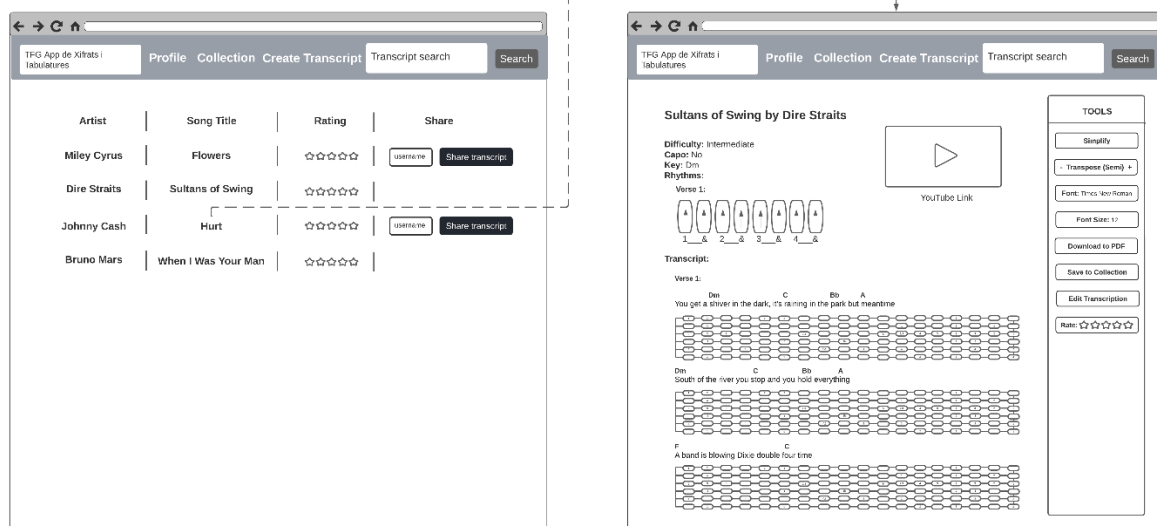 TFG App de Xifrats i
Tabulatures
Profile Collection Create Transcript
Transcript search
Search
Artist Song Title Rating Share
Miley Cyrus Flowers username Share transcript
Dire Straits Sultans of Swing
Johnny Cash Hurt username Share transcript
Bruno Mars When I Was Your Man
TFG App de Xifrats i
Tabulatures
Profile Collection Create Transcript
Transcript search
Search
Sultans of Swing by Dire Straits
Difficulty: Intermediate
Capo: No
Key: Dm
Rhythms:
Verse 1:
1___& 2___& 3___& 4___&
YouTube Link
Transcript:
Verse 1:
Dm C Bb A
You get a shiver in the dark, it's raining in the park but meantime
Dm C Bb A
South of the river you stop and you hold everything
F C
A band is blowing Dixie double four time
TOOLS
Simplify
- Transpose (Semi) +
Font: Times New Roman
Font Size: 12
Download to PDF
Save to Collection
Edit Transcription
Rate: